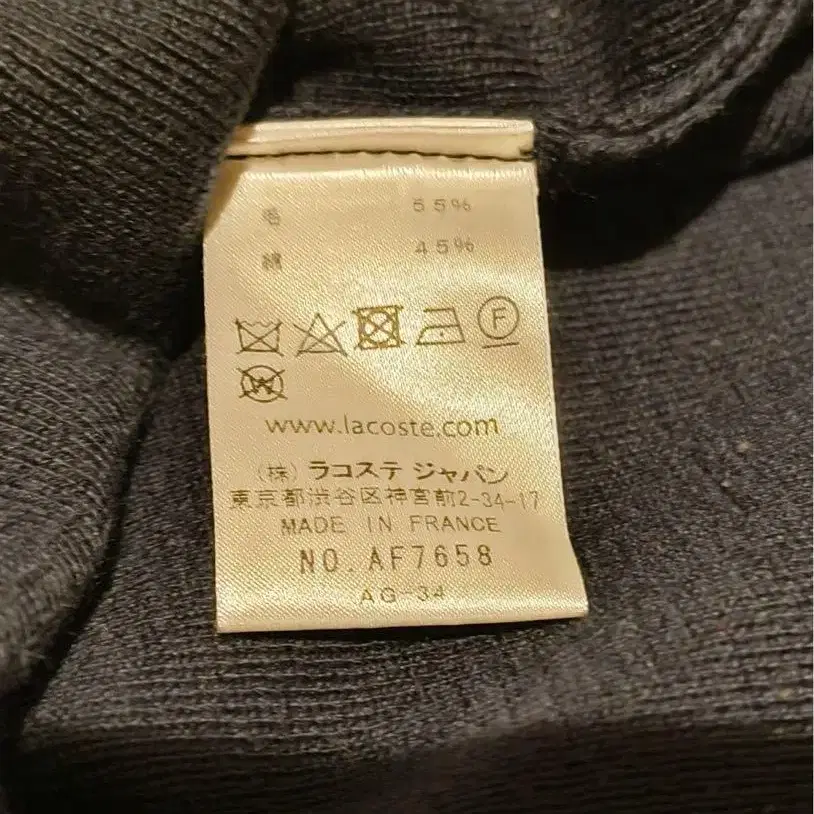 毛 55%
綿 45%
F
W
www.lacoste.com
(株) ラコステ ジャパン
東京都渋谷区神宮前2-34-17
MADE IN FRANCE
NO. AF7658
AG-34